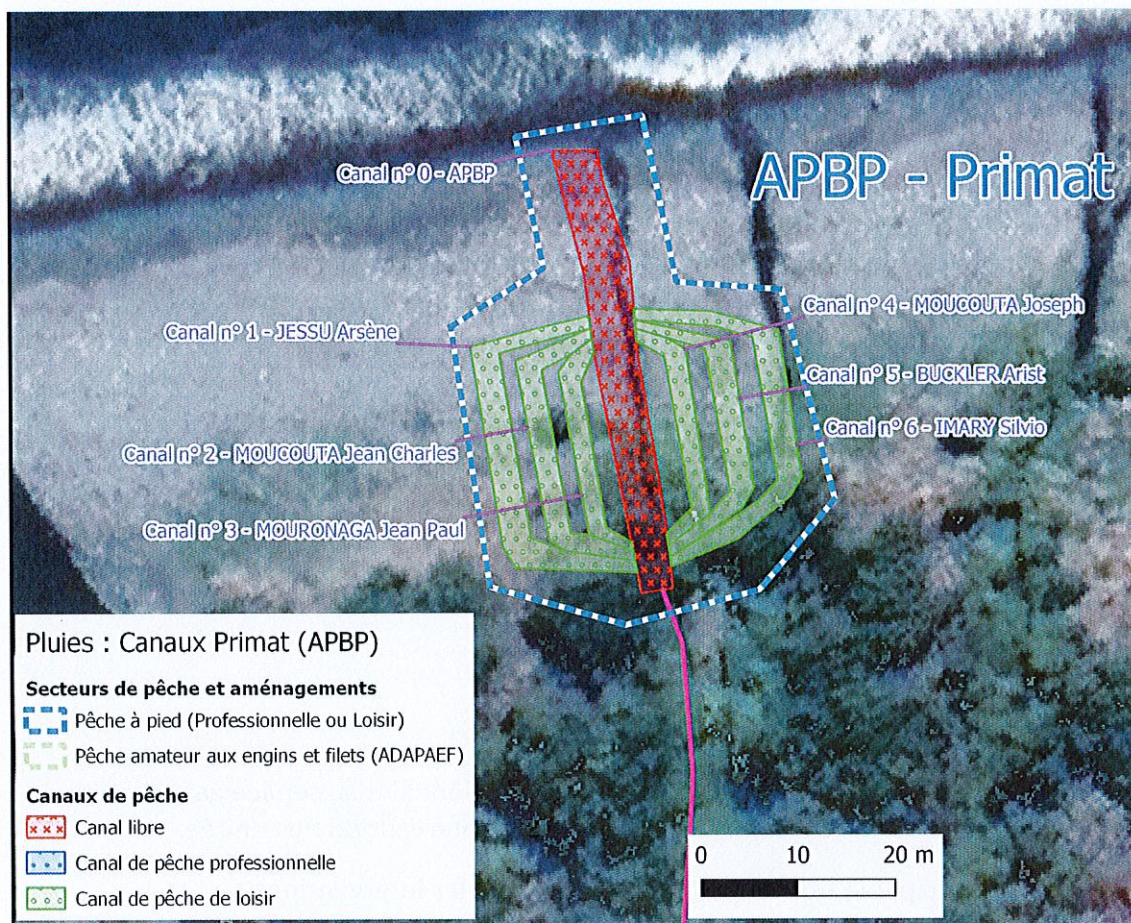 Canal n° 0 - APBP
APBP - Primat
Canal n° 4 - MOUCOUTA Joseph
Canal n° 1 - JESSU Arsène
Canal n° 5 - BUCKLER Arist
Canal n° 6 - IMARY Silvio
Canal n° 2 - MOUCOUTA Jean Charles
Canal n° 3 - MOURONAGA Jean Paul
Pluies : Canaux Primat (APBP)
Secteurs de pêche et aménagements
Pêche à pied (Professionnelle ou Loisir)
Pêche amateur aux engins et filets (ADAPAEF)
Canaux de pêche
Canal libre
Canal de pêche professionnelle
Canal de pêche de loisir
0 10 20 m